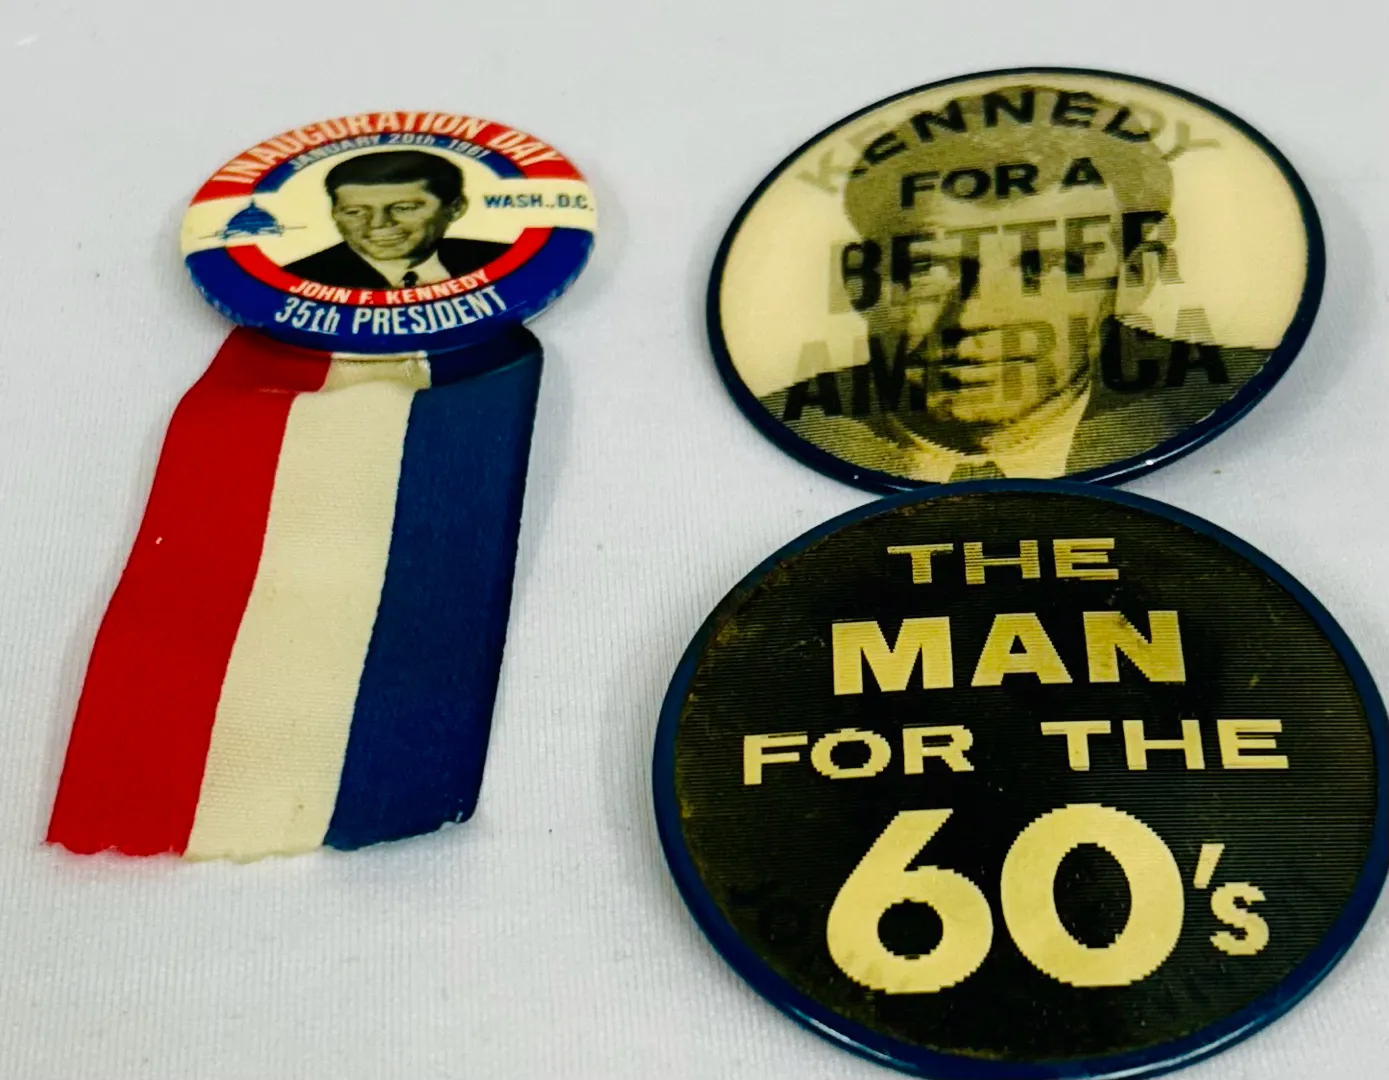 INAUGURATION DAY
JANUARY 20th - 1961
WASH., D.C.
JOHN F. KENNEDY
35th PRESIDENT
KENNEDY
FOR A
BETTER
AMERICA
THE
MAN
FOR THE
60's